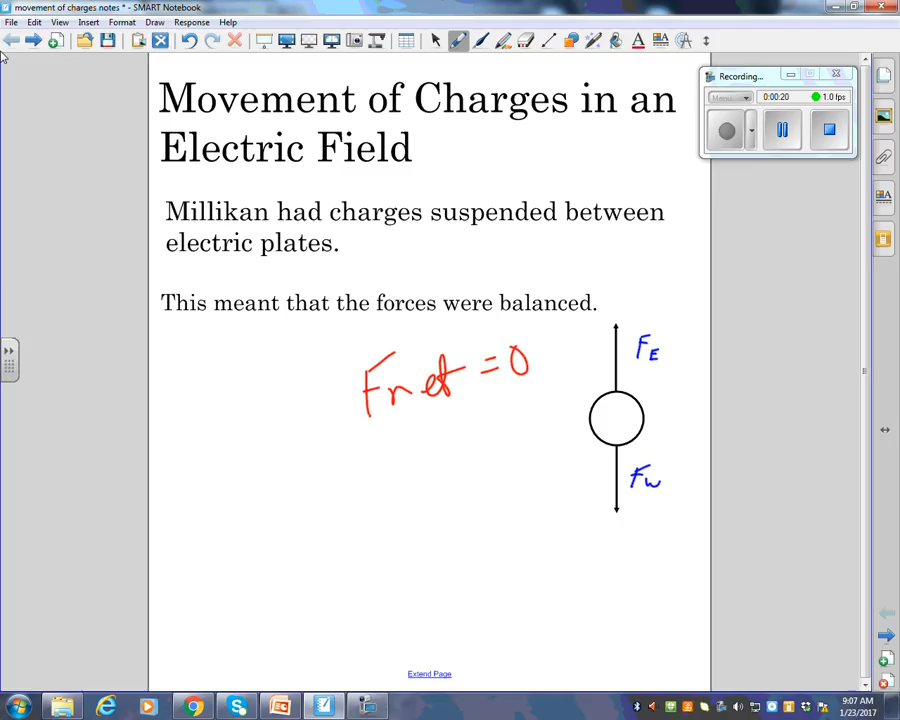 movement of charges notes * - SMART Notebook
File Edit View Insert Format Draw Response Help
Recording...
Menu 0:00:20 1.0 fps
Movement of Charges in an
Electric Field
Millikan had charges suspended between
electric plates.
This meant that the forces were balanced.
Fnet = 0
FE
Fw
Extend Page
9:07 AM
1/23/2017